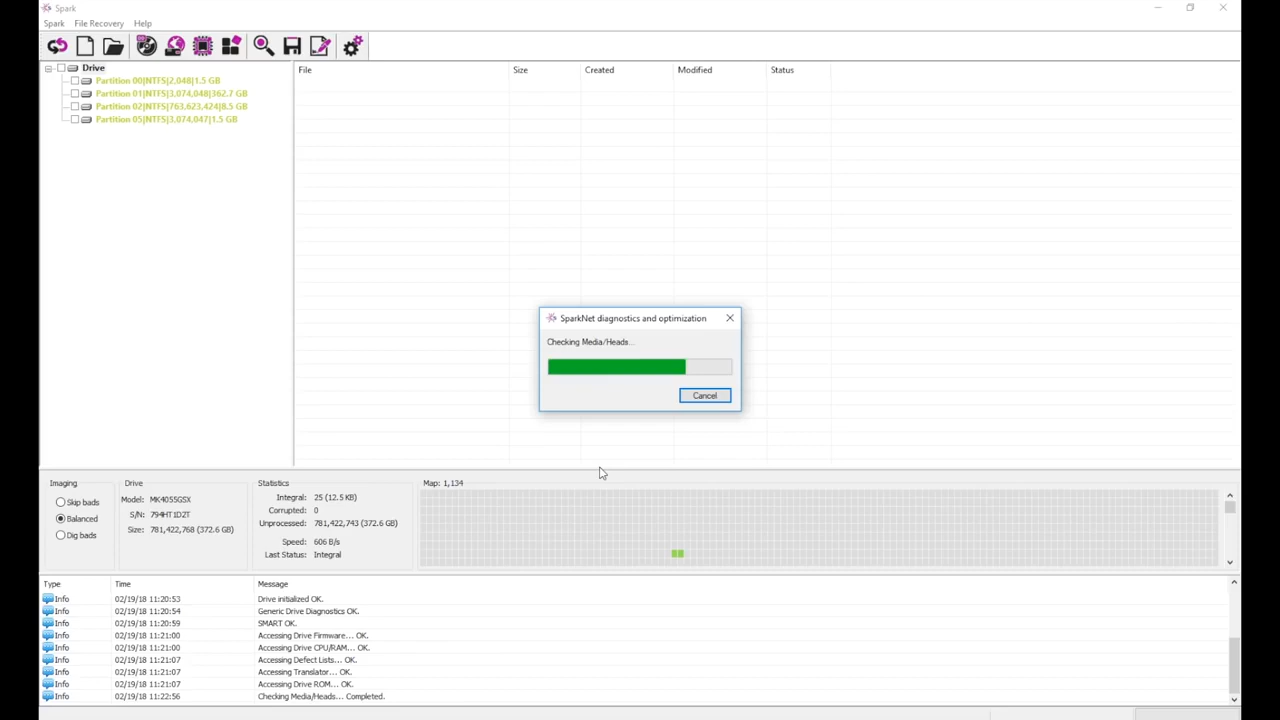 Spark
Spark File Recovery Help
File Size Created Modified Status
Drive
Partition 00|NTFS|2,048|1.5 GB
Partition 01|NTFS|3,074,048|362.7 GB
Partition 02|NTFS|763,623,424|8.5 GB
Partition 05|NTFS|3,074,047|1.5 GB
SparkNet diagnostics and optimization
Checking Media/Heads...
Cancel
Imaging
Skip bads
Balanced
Dig bads
Drive
Model: MK4055GSX
S/N: 794HT1D2T
Size: 781,422,768 (372.6 GB)
Statistics
Integral: 25 (12.5 KB)
Corrupted: 0
Unprocessed: 781,422,743 (372.6 GB)
Speed: 606 B/s
Last Status: Integral
Map: 1,134
Type Time Message
Info 02/19/18 11:20:53 Drive initialized OK.
Info 02/19/18 11:20:54 Generic Drive Diagnostics OK.
Info 02/19/18 11:20:59 SMART OK.
Info 02/19/18 11:21:00 Accessing Drive Firmware... OK.
Info 02/19/18 11:21:00 Accessing Drive CPU/RAM... OK.
Info 02/19/18 11:21:07 Accessing Defect Lists... OK.
Info 02/19/18 11:21:07 Accessing Translator... OK.
Info 02/19/18 11:21:07 Accessing Drive ROM... OK.
Info 02/19/18 11:22:56 Checking Media/Heads... Completed.